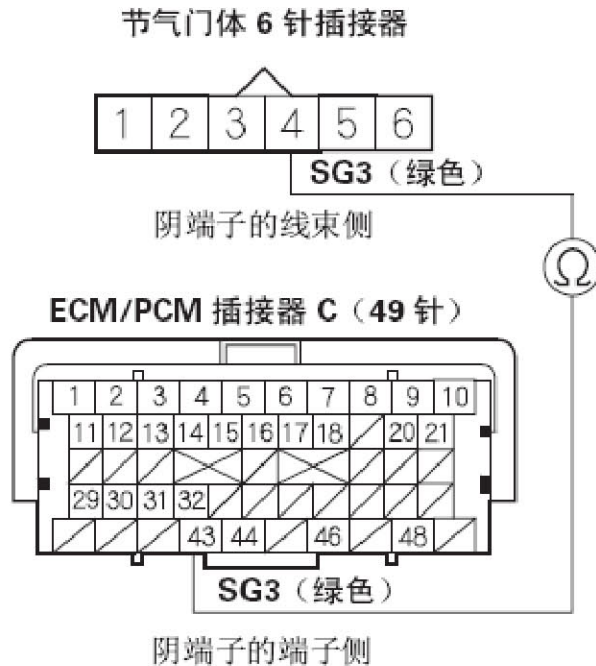 节气门体 6 针插接器
1 2 3 4 5 6
SG3（绿色）
阴端子的线束侧
Ω
ECM/PCM 插接器 C（49 针）
1 2 3 4 5 6 7 8 9 10
11 12 13 14 15 16 17 18 20 21
29 30 31 32
43 44 46 48
SG3（绿色）
阴端子的端子侧